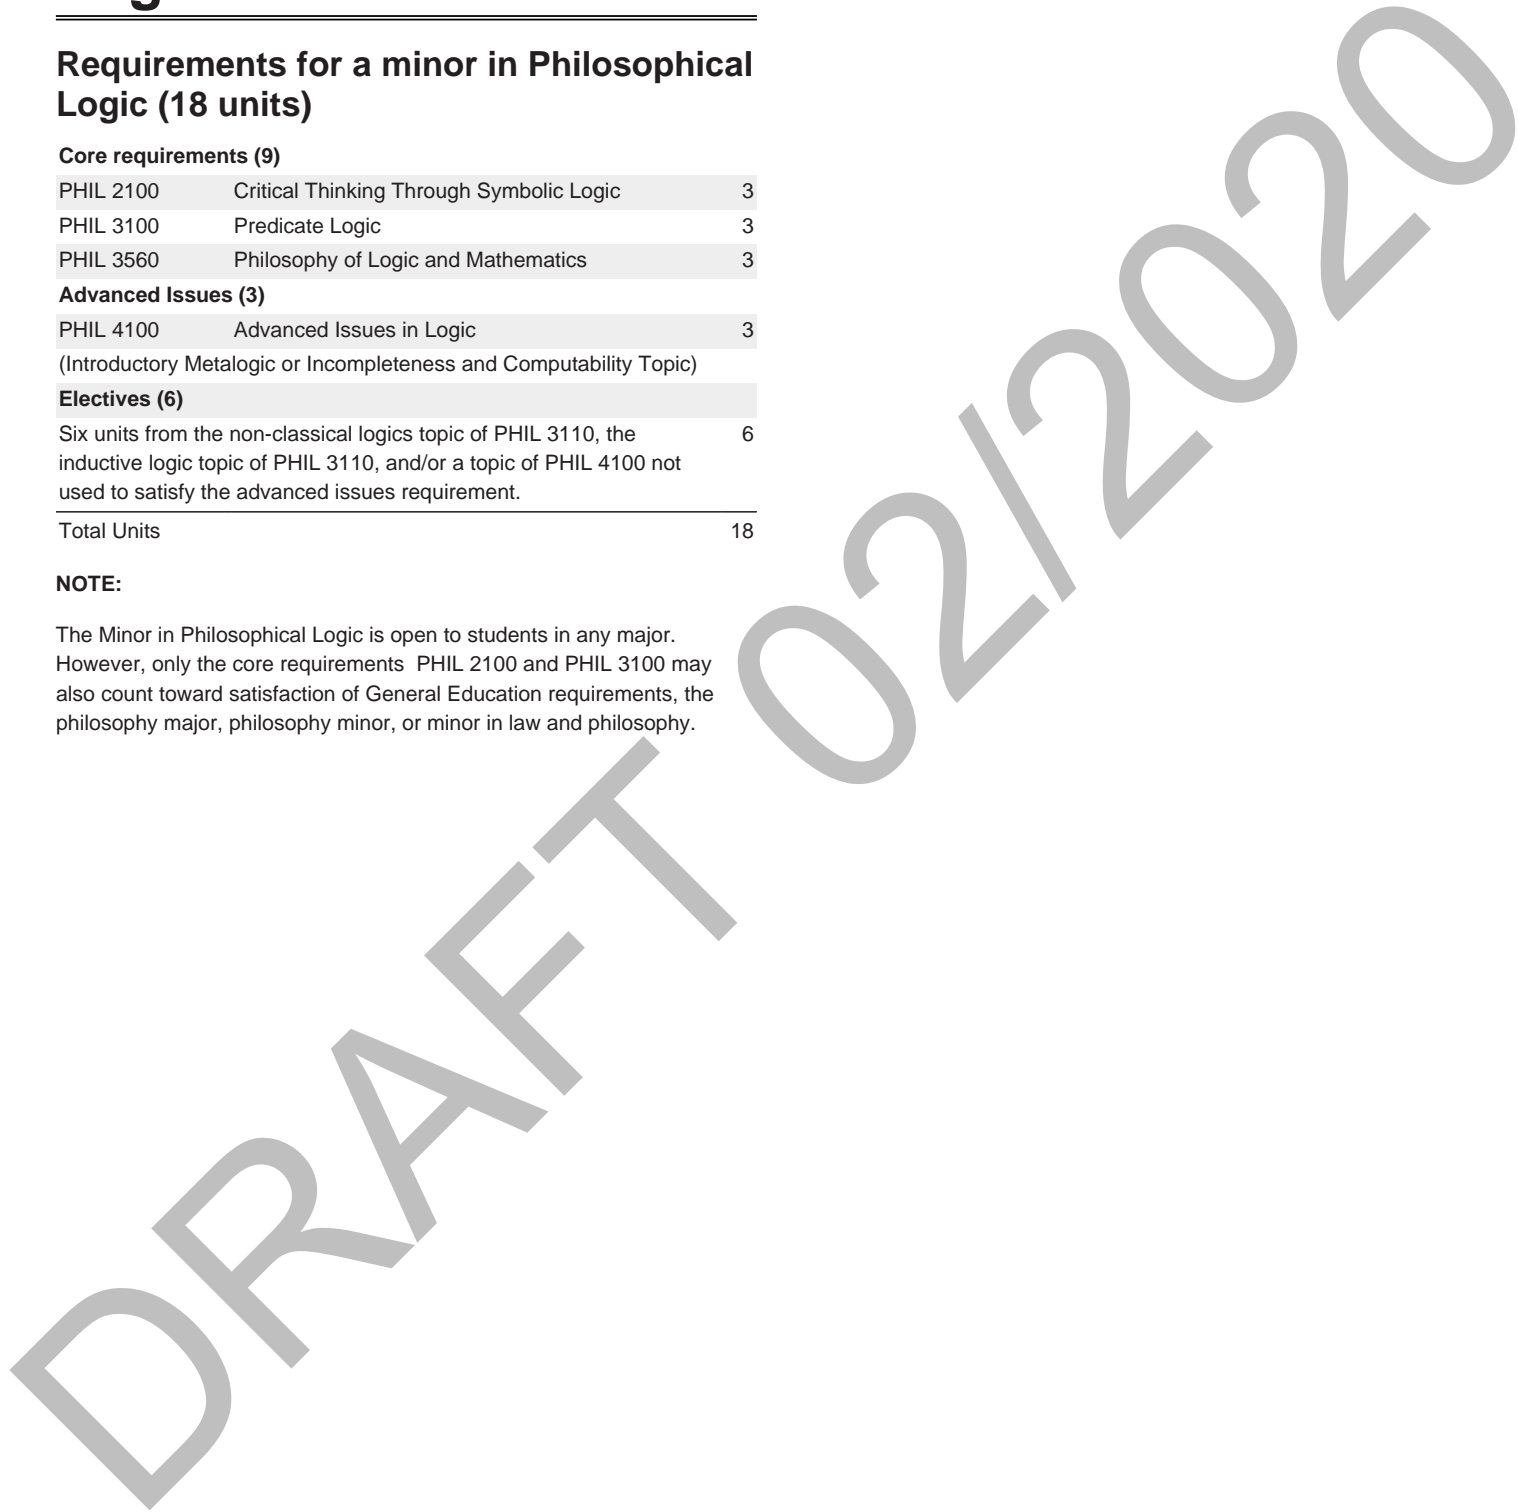 Requirements for a minor in Philosophical
Logic (18 units)
Core requirements (9)
PHIL 2100 Critical Thinking Through Symbolic Logic 3
PHIL 3100 Predicate Logic 3
PHIL 3560 Philosophy of Logic and Mathematics 3
Advanced Issues (3)
PHIL 4100 Advanced Issues in Logic 3
(Introductory Metalogic or Incompleteness and Computability Topic)
Electives (6)
Six units from the non-classical logics topic of PHIL 3110, the 6
inductive logic topic of PHIL 3110, and/or a topic of PHIL 4100 not
used to satisfy the advanced issues requirement.
Total Units 18
NOTE:
The Minor in Philosophical Logic is open to students in any major.
However, only the core requirements PHIL 2100 and PHIL 3100 may
also count toward satisfaction of General Education requirements, the
philosophy major, philosophy minor, or minor in law and philosophy.
DRAFT 02/2020